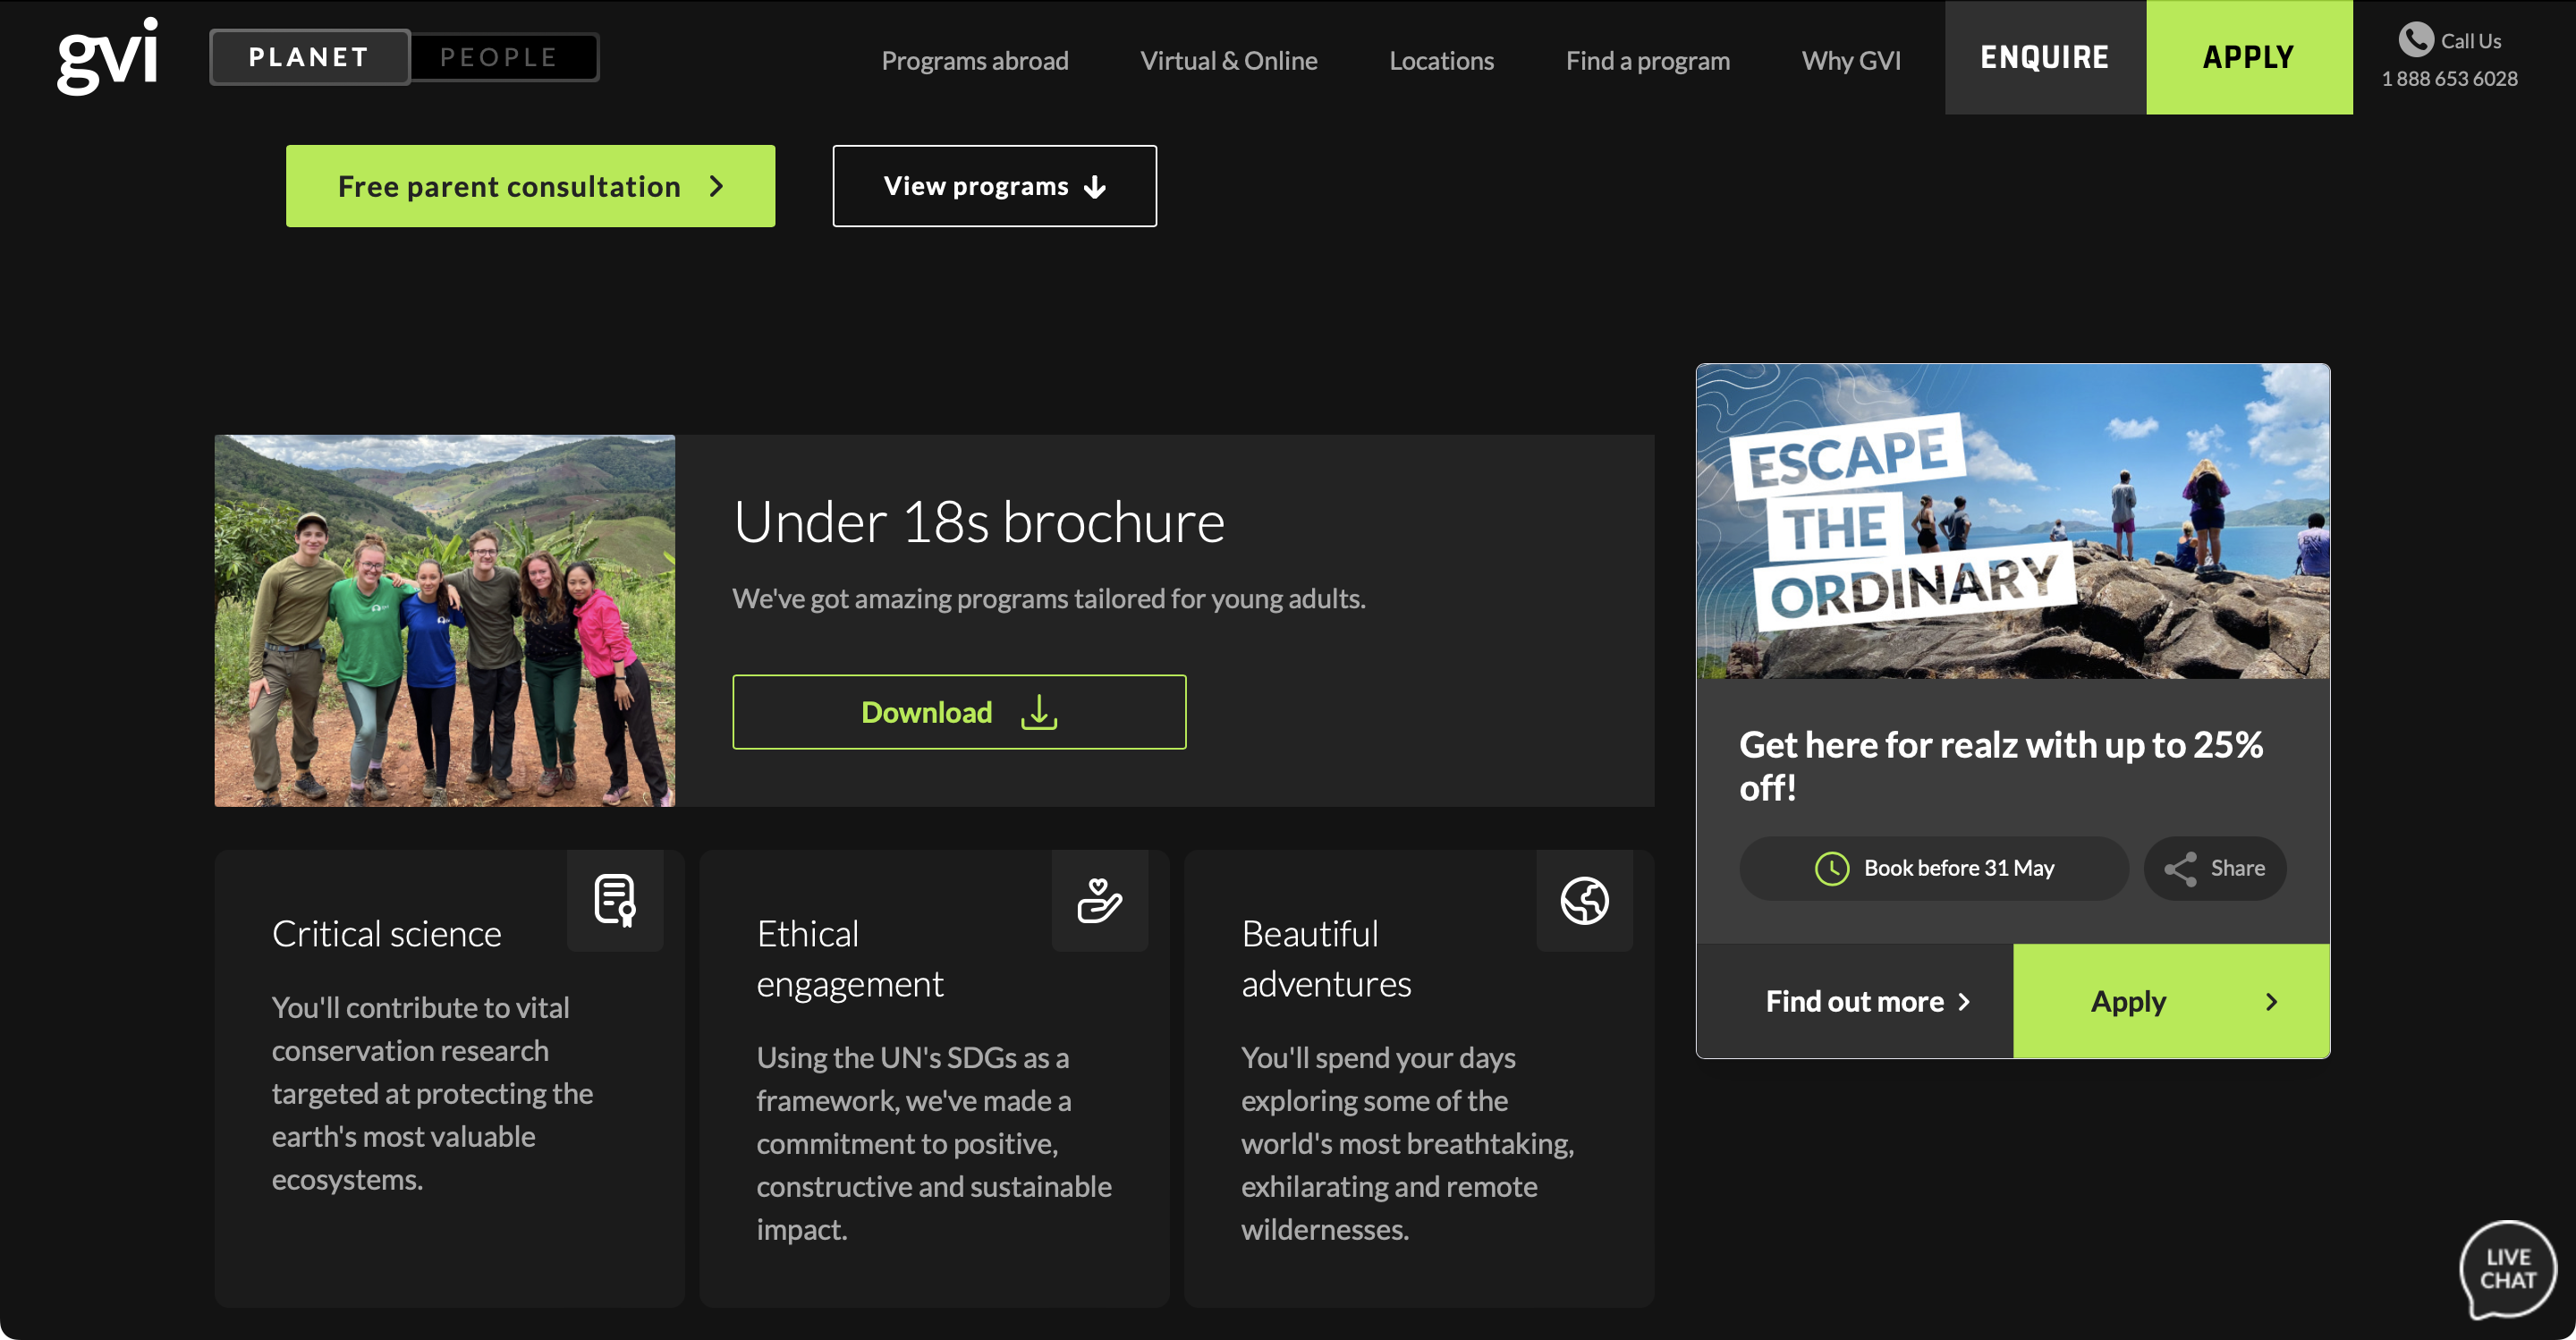 gvi
PLANET
PEOPLE
Programs abroad
Virtual & Online
Locations
Find a program
Why GVI
ENQUIRE
APPLY
Call Us
1 888 653 6028
Free parent consultation
View programs
Under 18s brochure
We've got amazing programs tailored for young adults.
Download
Critical science
You'll contribute to vital
conservation research
targeted at protecting the
earth's most valuable
ecosystems.
Ethical
engagement
Using the UN's SDGs as a
framework, we've made a
commitment to positive,
constructive and sustainable
impact.
Beautiful
adventures
You'll spend your days
exploring some of the
world's most breathtaking,
exhilarating and remote
wildernesses.
ESCAPE
THE
ORDINARY
Get here for realz with up to 25%
off!
Book before 31 May
Share
Find out more
Apply
LIVE
CHAT